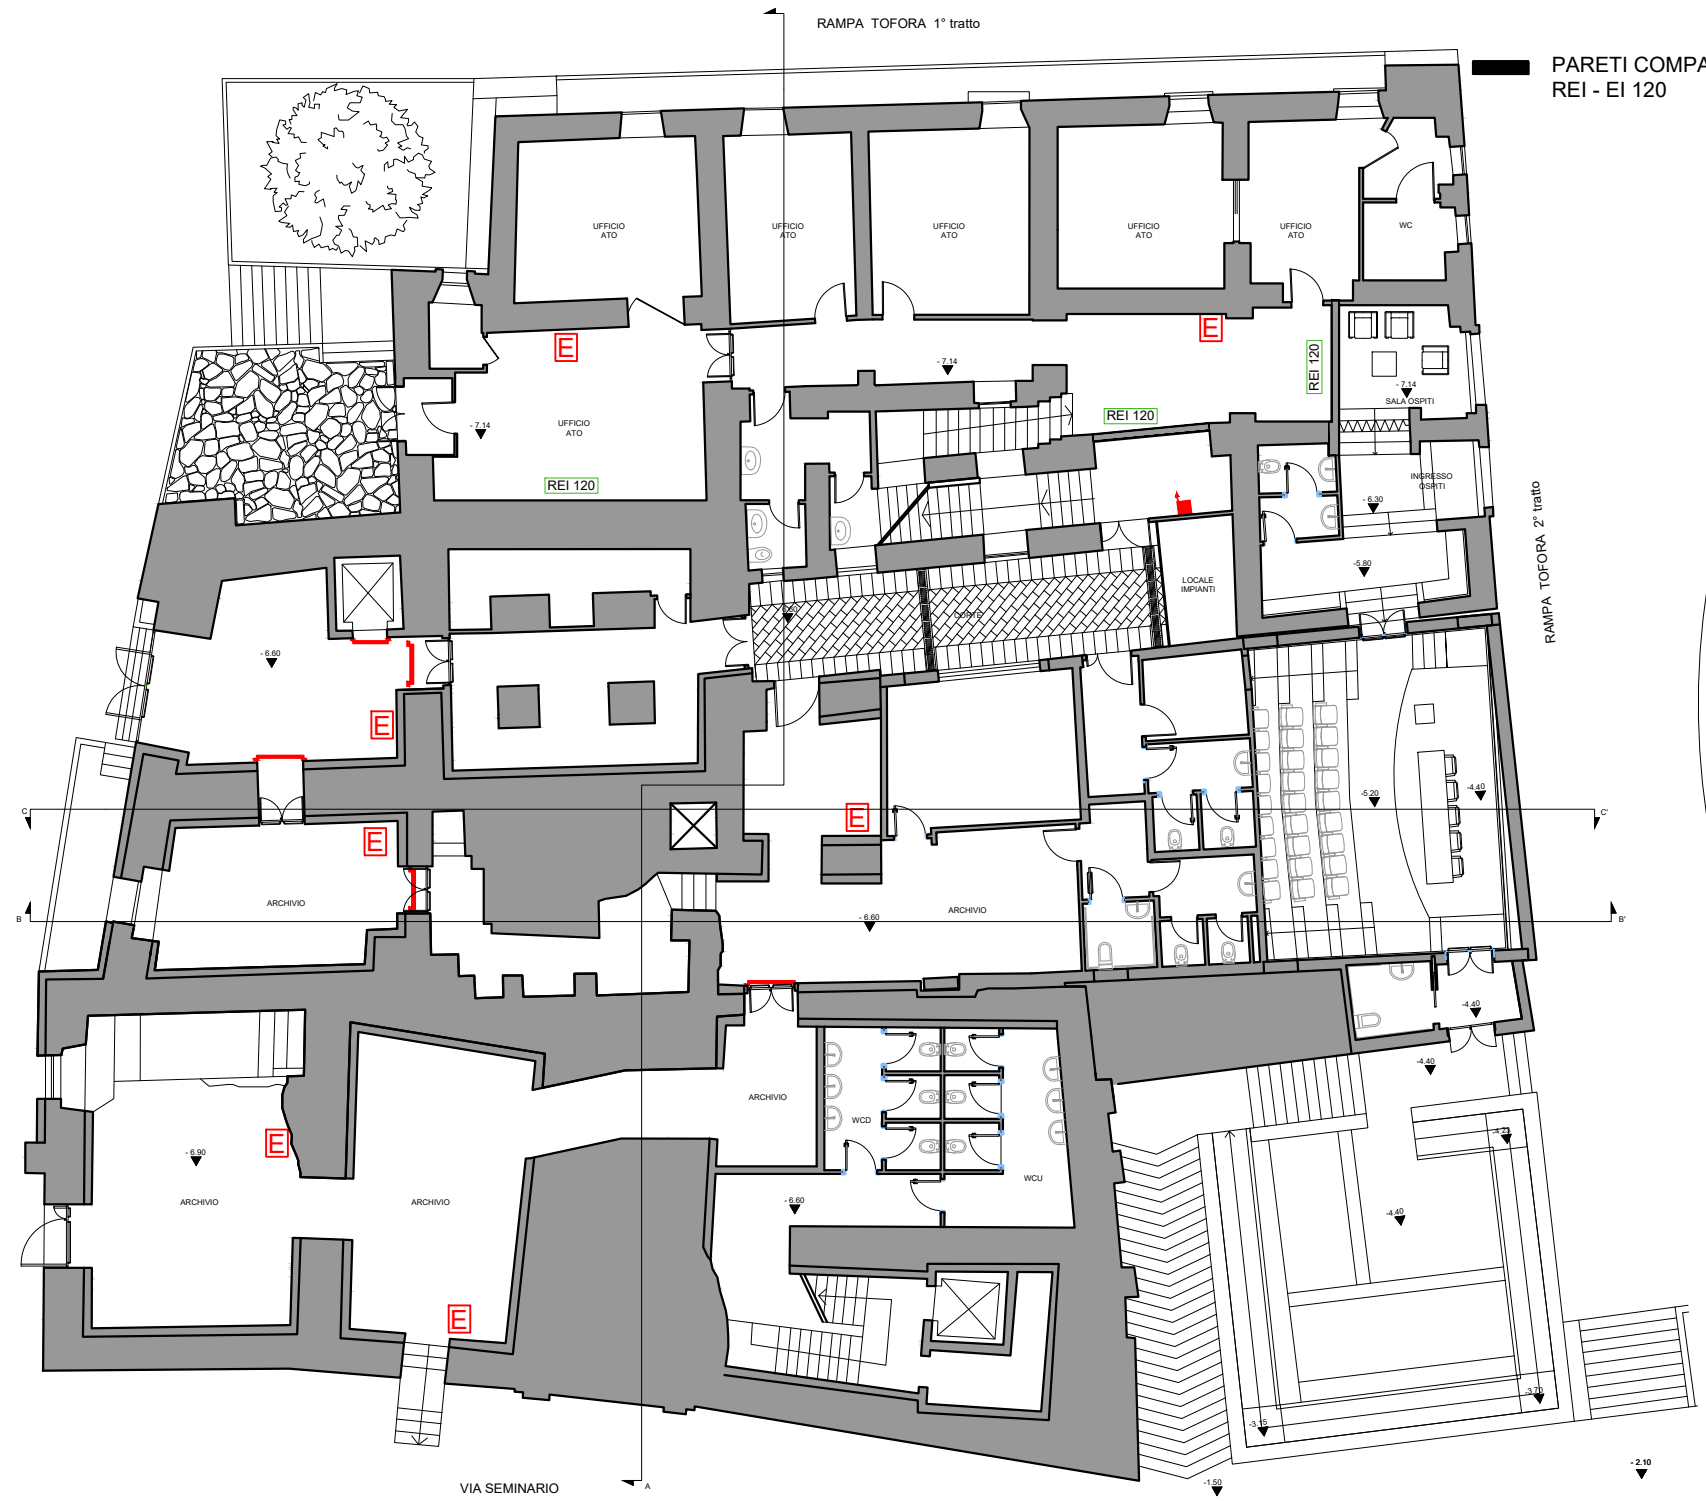 RAMPA TOFORA 1° tratto
PARETI COMPA
REI - EI 120
UFFICIO
ATO
UFFICIO
ATO
UFFICIO
ATO
UFFICIO
ATO
UFFICIO
ATO
WC
E
E
- 7.14
REI 120
- 7.14
SALA OSPITI
REI 120
UFFICIO
ATO
- 7.14
REI 120
INGRESSO
OSPITI
- 6.30
RAMPA TOFORA 2° tratto
-5.80
LOCALE
IMPIANTI
CORTE
- 6.60
E
-5.20
-4.40
C
C'
E
E
ARCHIVIO
ARCHIVIO
- 6.60
B
B'
-4.40
-4.40
ARCHIVIO
WCD
WCU
E
- 6.90
ARCHIVIO
ARCHIVIO
- 6.60
-4.23
-4.40
E
-3.70
-3.15
- 2.10
-1.50
VIA SEMINARIO
A